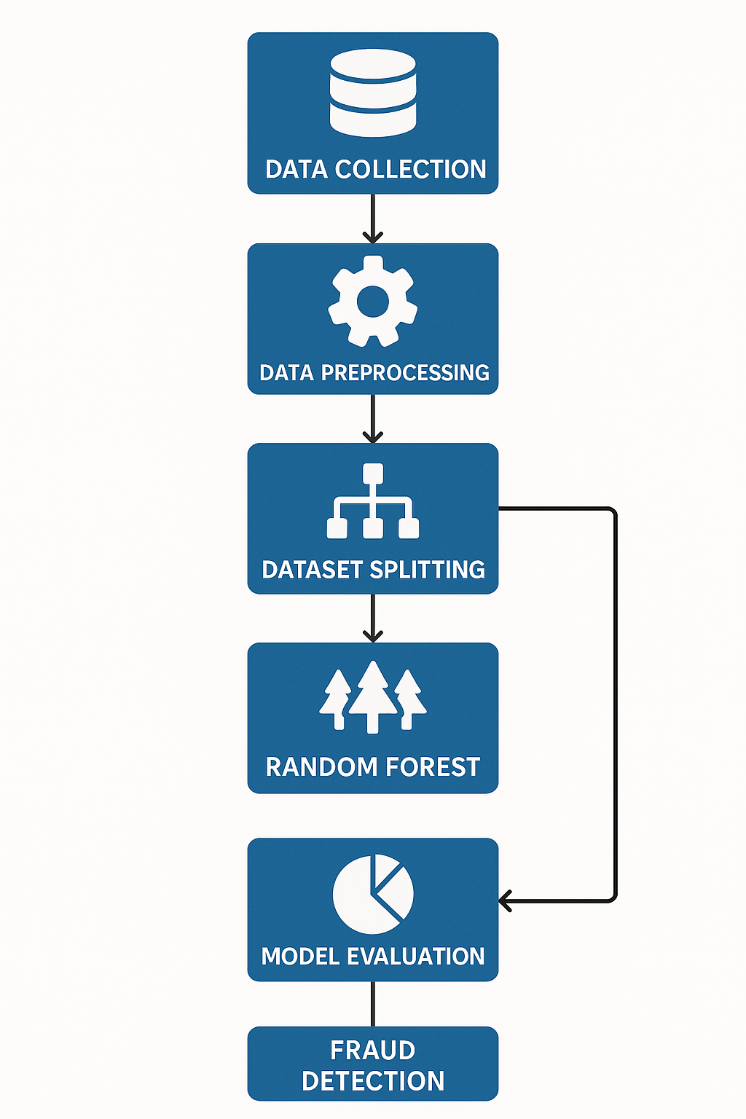 DATA COLLECTION
DATA PREPROCESSING
DATASET SPLITTING
RANDOM FOREST
MODEL EVALUATION
FRAUD
DETECTION